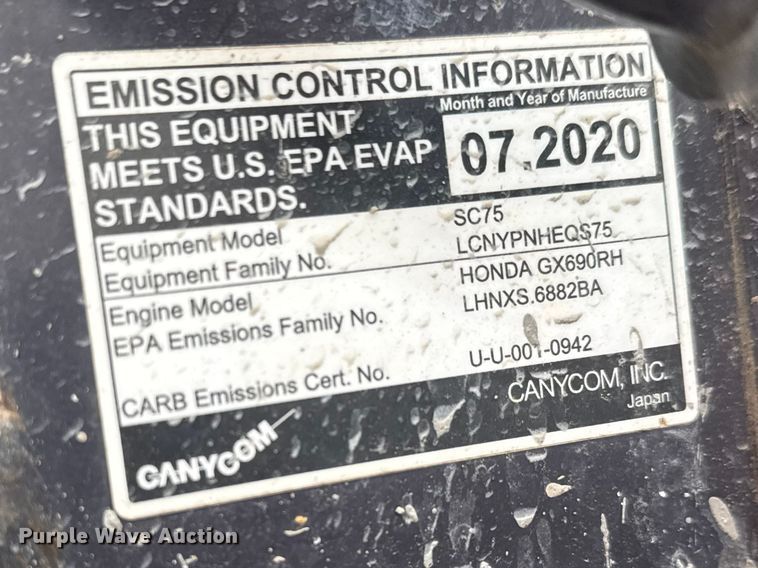 EMISSION CONTROL INFORMATION
THIS EQUIPMENT
MEETS U.S. EPA EVAP
STANDARDS.
Month and Year of Manufacture
07.2020
Equipment Model SC75
Equipment Family No. LCNYPNHEQS75
Engine Model HONDA GX690RH
EPA Emissions Family No. LHNXS.6882BA
CARB Emissions Cert. No. U-U-001-0942
CANYCOM
CANYCOM, INC.
Japan
Purple Wave Auction